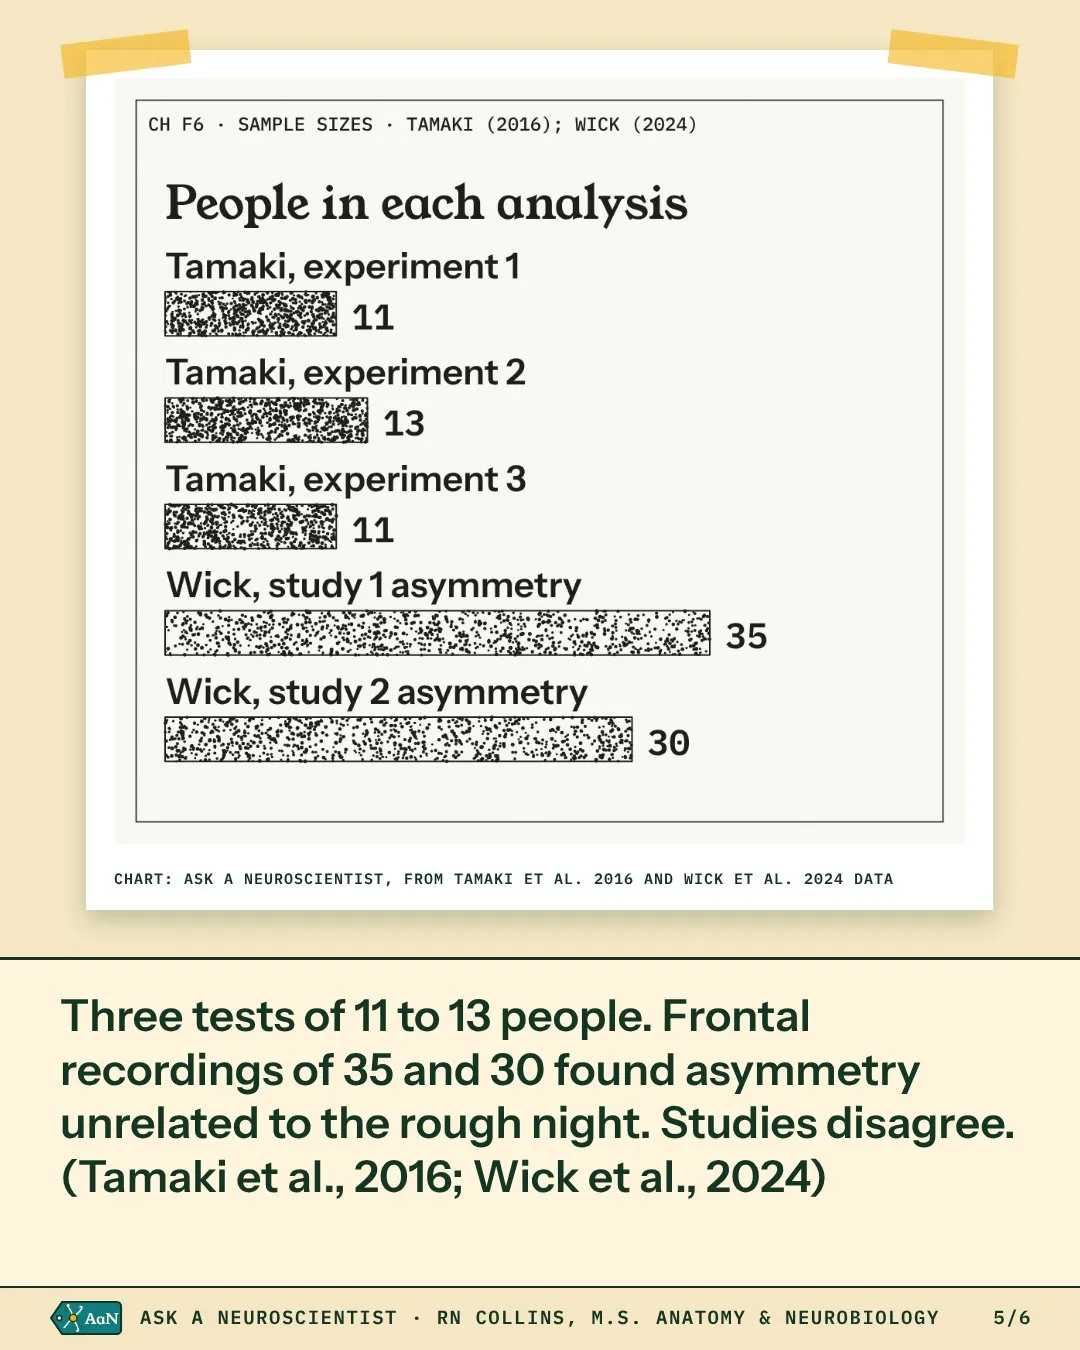 CH F6 · SAMPLE SIZES · TAMAKI (2016); WICK (2024)
People in each analysis
Tamaki, experiment 1
11
Tamaki, experiment 2
13
Tamaki, experiment 3
11
Wick, study 1 asymmetry
35
Wick, study 2 asymmetry
30
CHART: ASK A NEUROSCIENTIST, FROM TAMAKI ET AL. 2016 AND WICK ET AL. 2024 DATA
Three tests of 11 to 13 people. Frontal
recordings of 35 and 30 found asymmetry
unrelated to the rough night. Studies disagree.
(Tamaki et al., 2016; Wick et al., 2024)
AaN ASK A NEUROSCIENTIST · RN COLLINS, M.S. ANATOMY & NEUROBIOLOGY 5/6